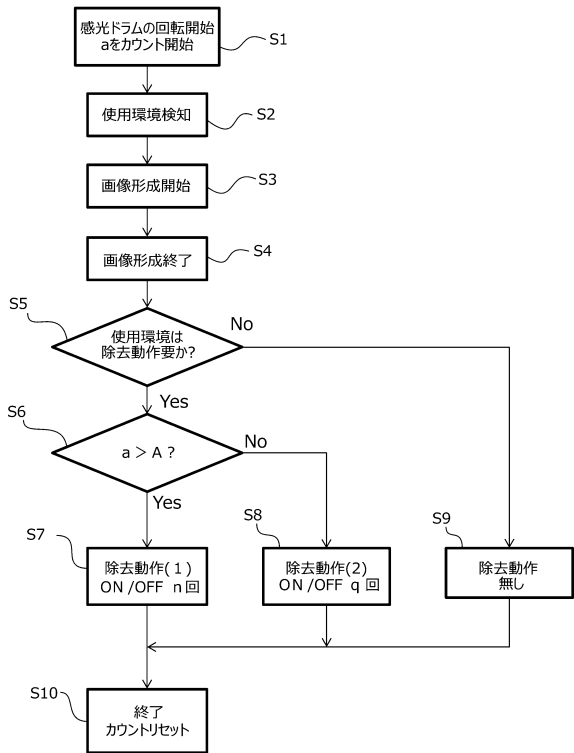 感光ドラムの回転開始
aをカウント開始
S1
使用環境検知
S2
画像形成開始
S3
画像形成終了
S4
S5
使用環境は
除去動作要か?
No
Yes
S6
a > A ?
No
Yes
S7
除去動作(1)
ON /OFF n回
S8
除去動作(2)
ON /OFF q 回
S9
除去動作
無し
S10
終了
カウントリセット